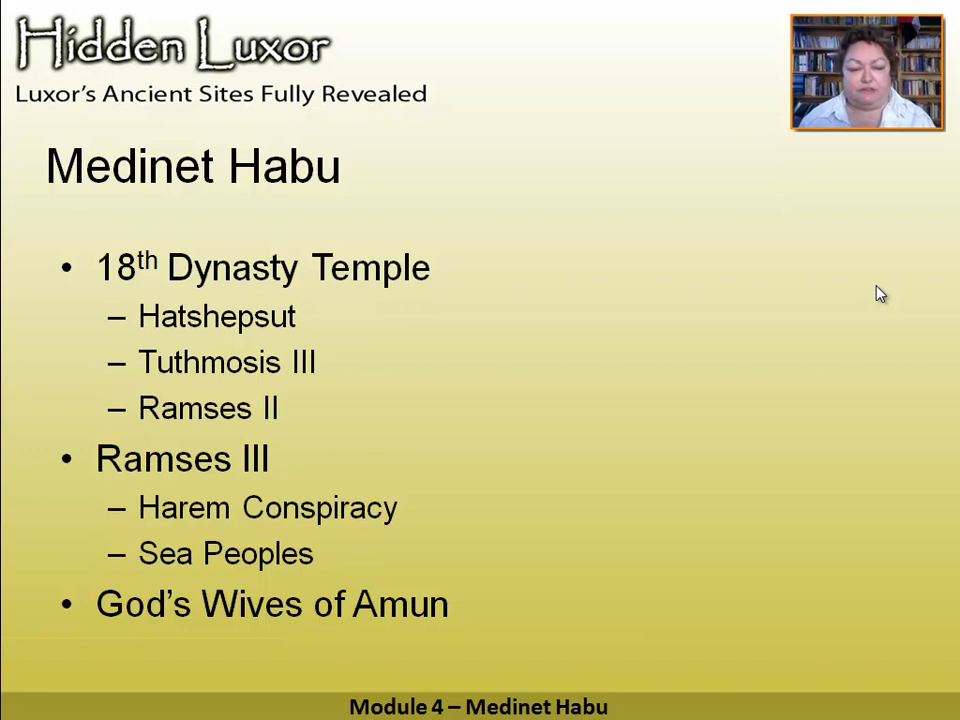 Hidden Luxor
Luxor's Ancient Sites Fully Revealed
Medinet Habu
• 18th Dynasty Temple
– Hatshepsut
– Tuthmosis III
– Ramses II
• Ramses III
– Harem Conspiracy
– Sea Peoples
• God's Wives of Amun
Module 4 – Medinet Habu